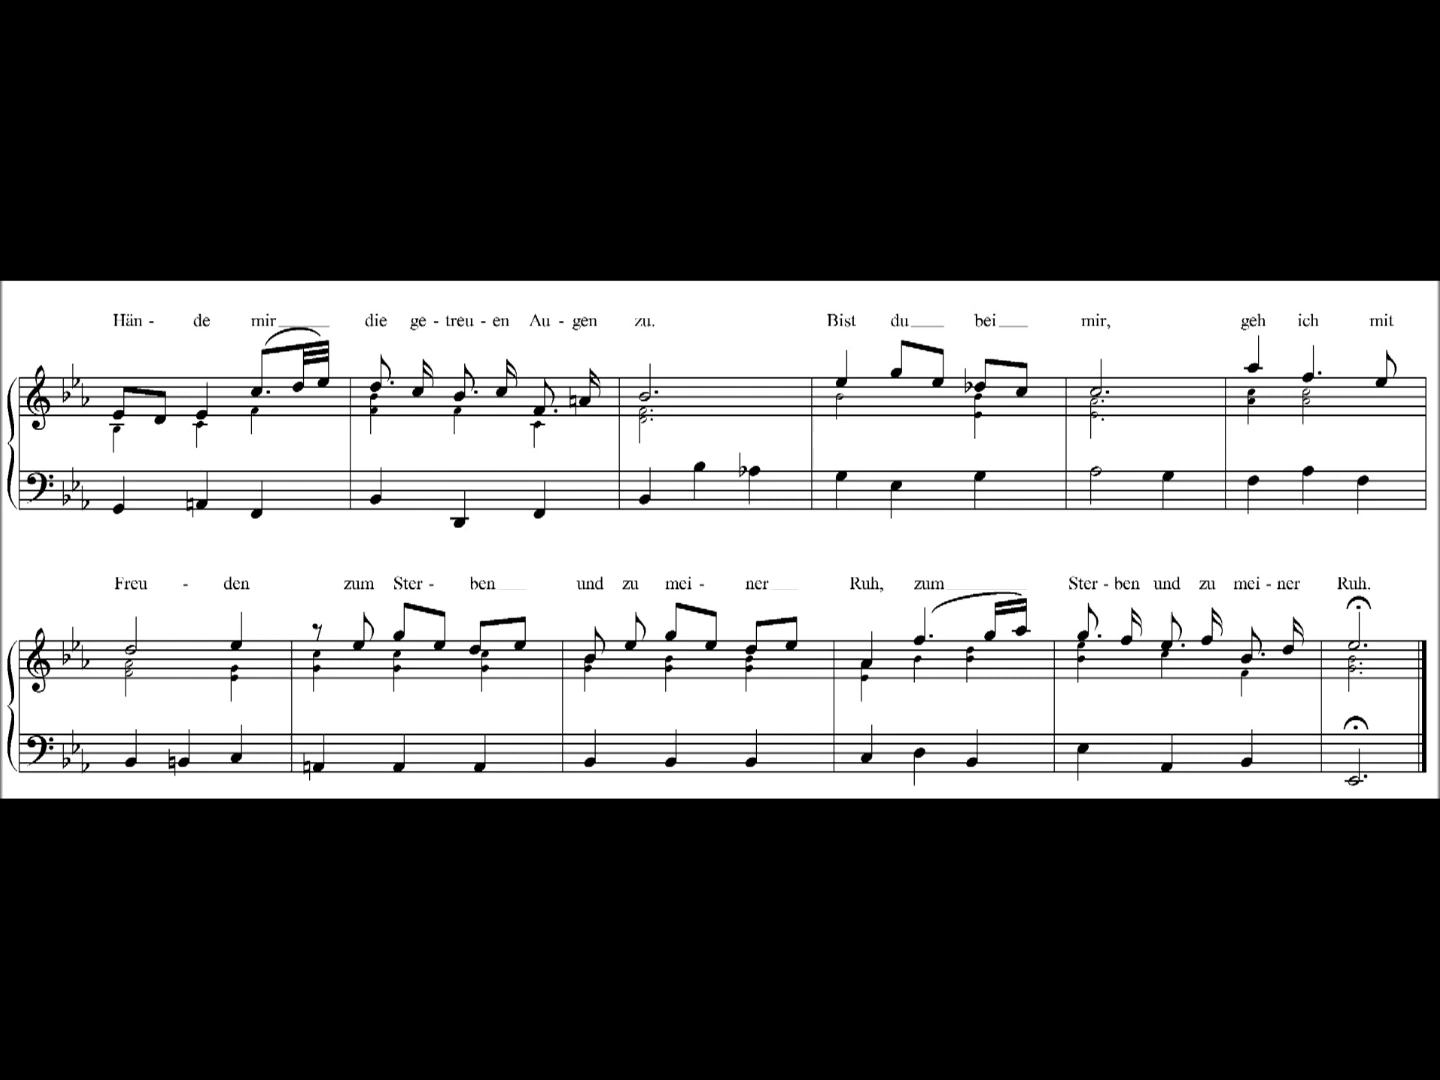 Hän - de mir die ge - treu - en Au - gen zu. Bist du bei mir, geh ich mit
Freu - den zum Ster - ben und zu mei - ner Ruh, zum Ster - ben und zu mei - ner Ruh.